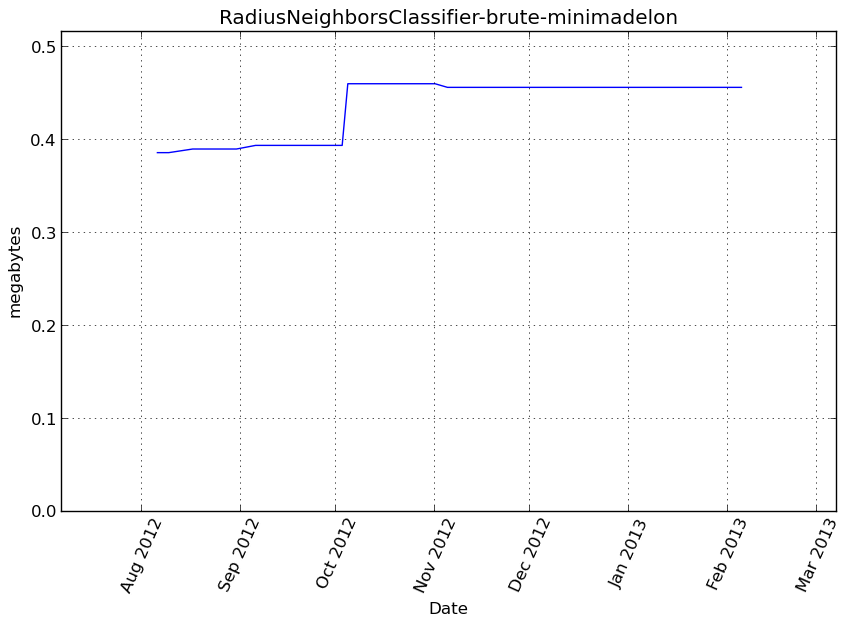 RadiusNeighborsClassifier-brute-minimadelon
0.5
0.4
0.3
0.2
0.1
0.0
megabytes
Aug 2012
Sep 2012
Oct 2012
Nov 2012
Dec 2012
Jan 2013
Feb 2013
Mar 2013
Date